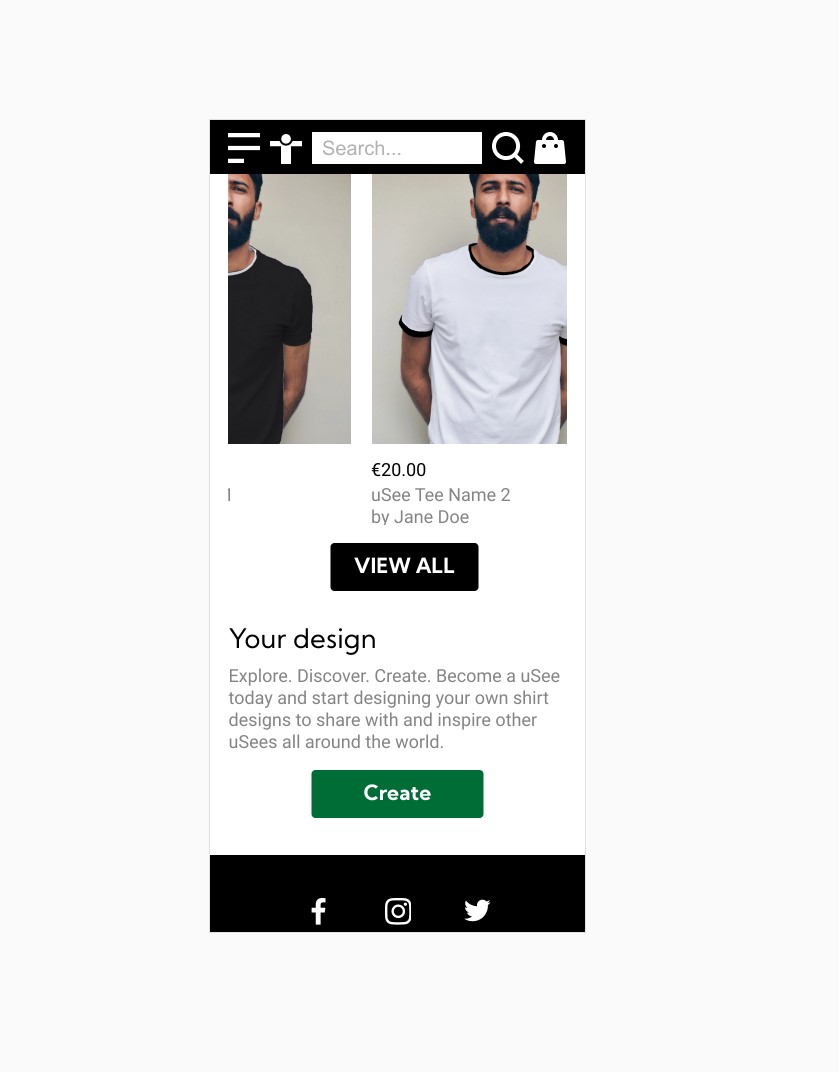 Search...
€20.00
uSee Tee Name 2
by Jane Doe
VIEW ALL
Your design
Explore. Discover. Create. Become a uSee
today and start designing your own shirt
designs to share with and inspire other
uSees all around the world.
Create